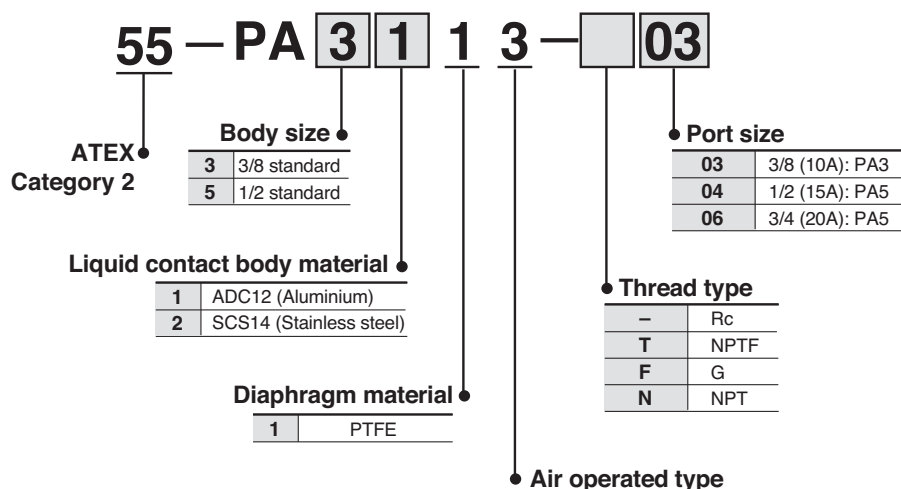 55 — PA 3 1 1 3 — 03
ATEX
Category 2
Body size
3 3/8 standard
5 1/2 standard
Port size
03 3/8 (10A): PA3
04 1/2 (15A): PA5
06 3/4 (20A): PA5
Liquid contact body material
1 ADC12 (Aluminium)
2 SCS14 (Stainless steel)
Thread type
– Rc
T NPTF
F G
N NPT
Diaphragm material
1 PTFE
Air operated type